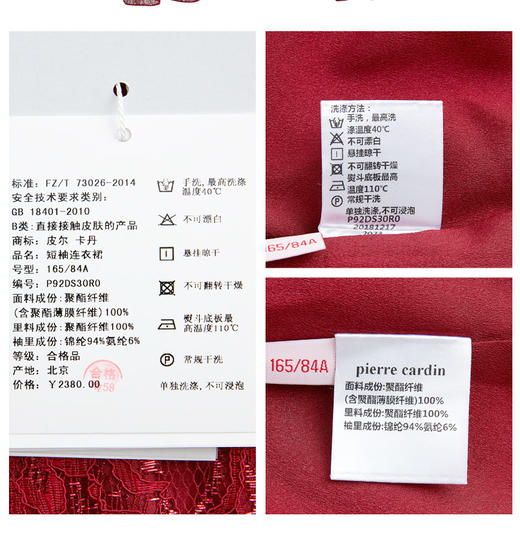 标准: FZ/T 73026-2014
安全技术要求类别:
GB 18401-2010
B类: 直接接触皮肤的产品
商标: 皮尔 卡丹
品名: 短袖连衣裙
号型: 165/84A
编号: P92DS30R0
面料成份: 聚酯纤维
(含聚酯薄膜纤维)100%
里料成份: 聚酯纤维100%
袖里成份: 锦纶94%氨纶6%
等级: 合格品
产地: 北京
价格: ￥2380.00
合格
58
手洗, 最高洗涤
温度40℃
不可漂白
悬挂晾干
不可翻转干燥
熨斗底板最
高温度110℃
常规干洗
单独洗涤, 不可浸泡
洗涤方法:
手洗, 最高洗
涤温度40℃
不可漂白
悬挂晾干
不可翻转干燥
熨斗底板最高
温度110℃
常规干洗
单独洗涤,不可浸泡
P92DS30R0
20181217
165/84A
165/84A
pierre cardin
面料成份:聚酯纤维
(含聚酯薄膜纤维)100%
里料成份:聚酯纤维100%
袖里成份:锦纶94%氨纶6%